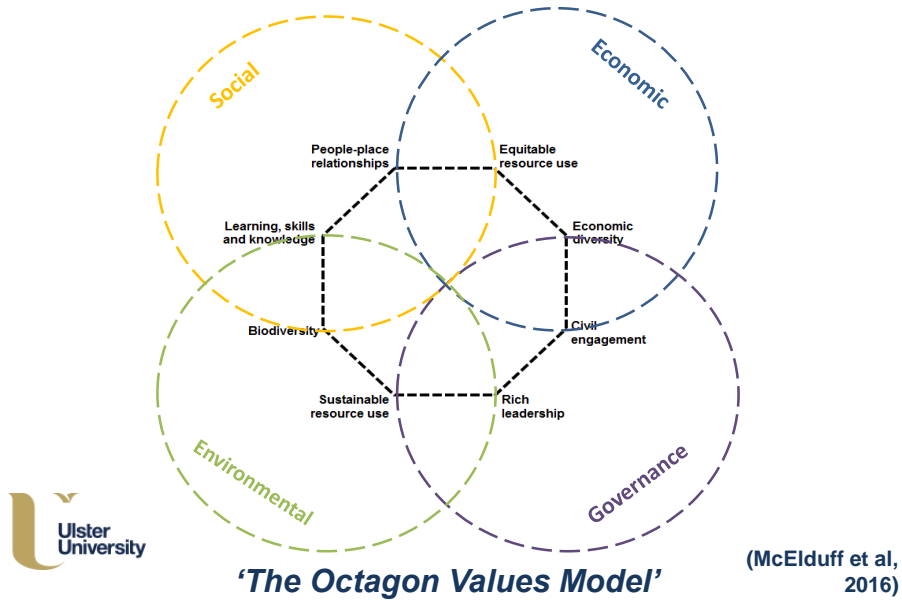 Social
Economic
People-place
relationships
Equitable
resource use
Learning, skills
and knowledge
Economic
diversity
Biodiversity
Civil
engagement
Sustainable
resource use
Rich
leadership
Environmental
Governance
Ulster
University
‘The Octagon Values Model’
(McElduff et al,
2016)